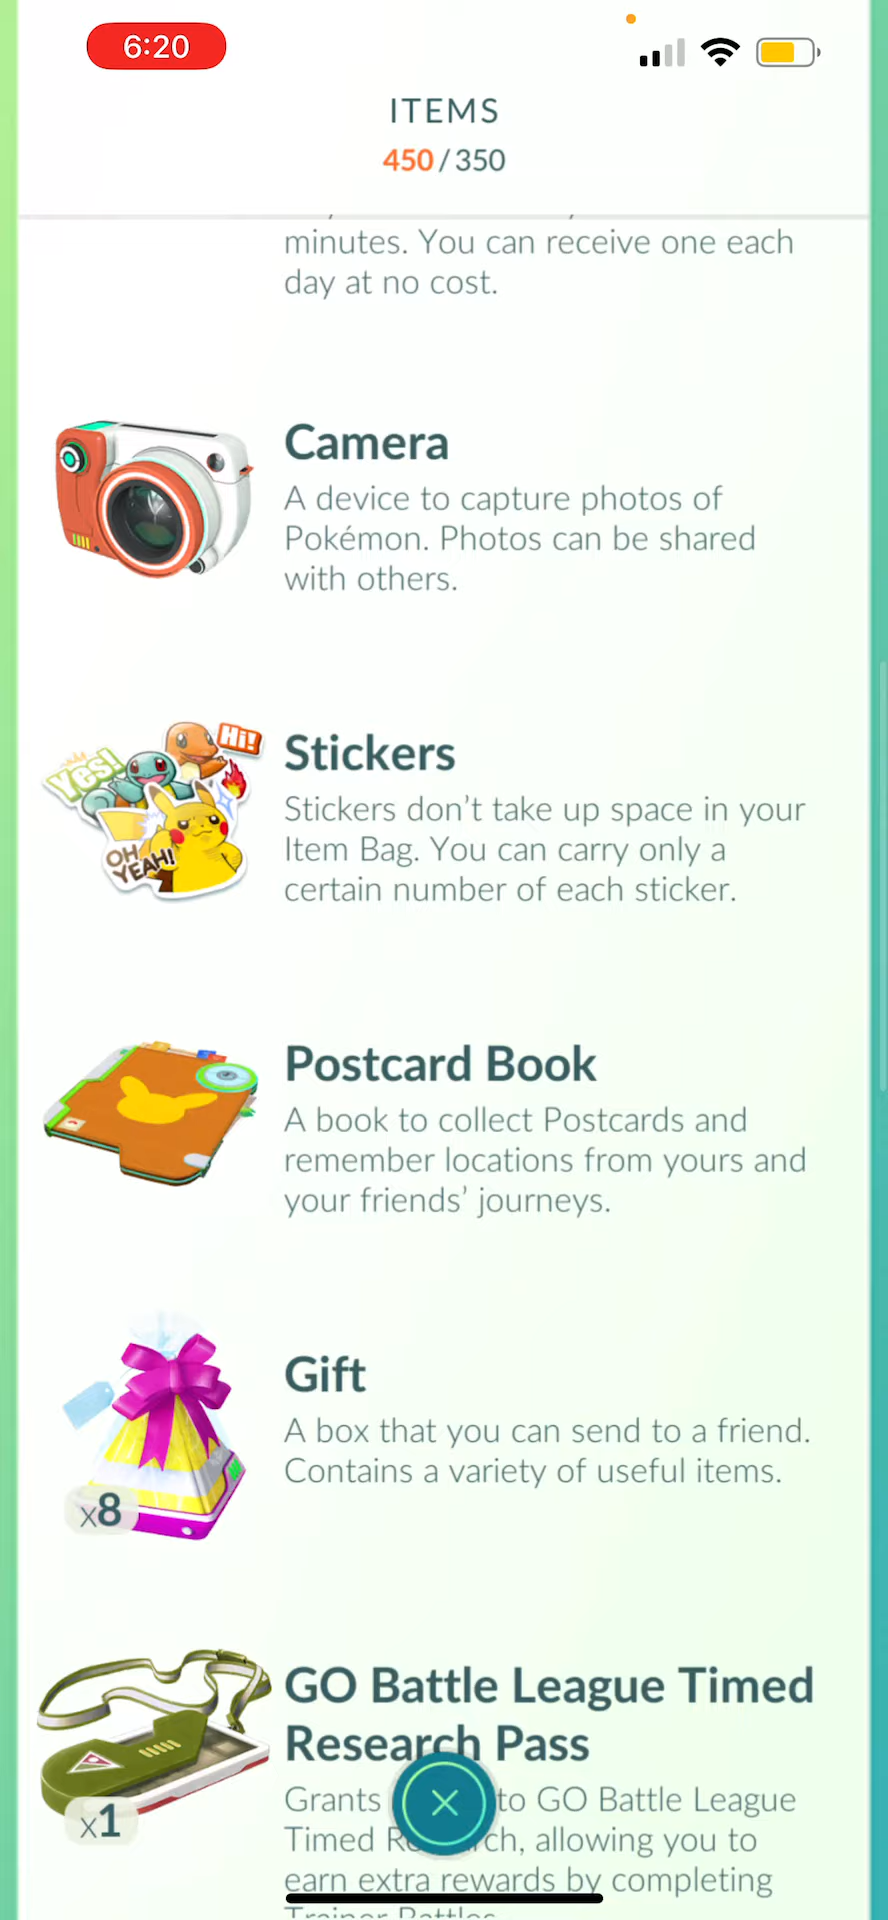 6:20
ITEMS
450/350
minutes. You can receive one each
day at no cost.
Camera
A device to capture photos of
Pokémon. Photos can be shared
with others.
Yes!
Hi!
OH
YEAH!
Stickers
Stickers don’t take up space in your
Item Bag. You can carry only a
certain number of each sticker.
Postcard Book
A book to collect Postcards and
remember locations from yours and
your friends’ journeys.
Gift
A box that you can send to a friend.
Contains a variety of useful items.
x8
GO Battle League Timed
Research Pass
x1
Grants to GO Battle League
Timed allowing you to
earn extra rewards by completing
Trainer Battles